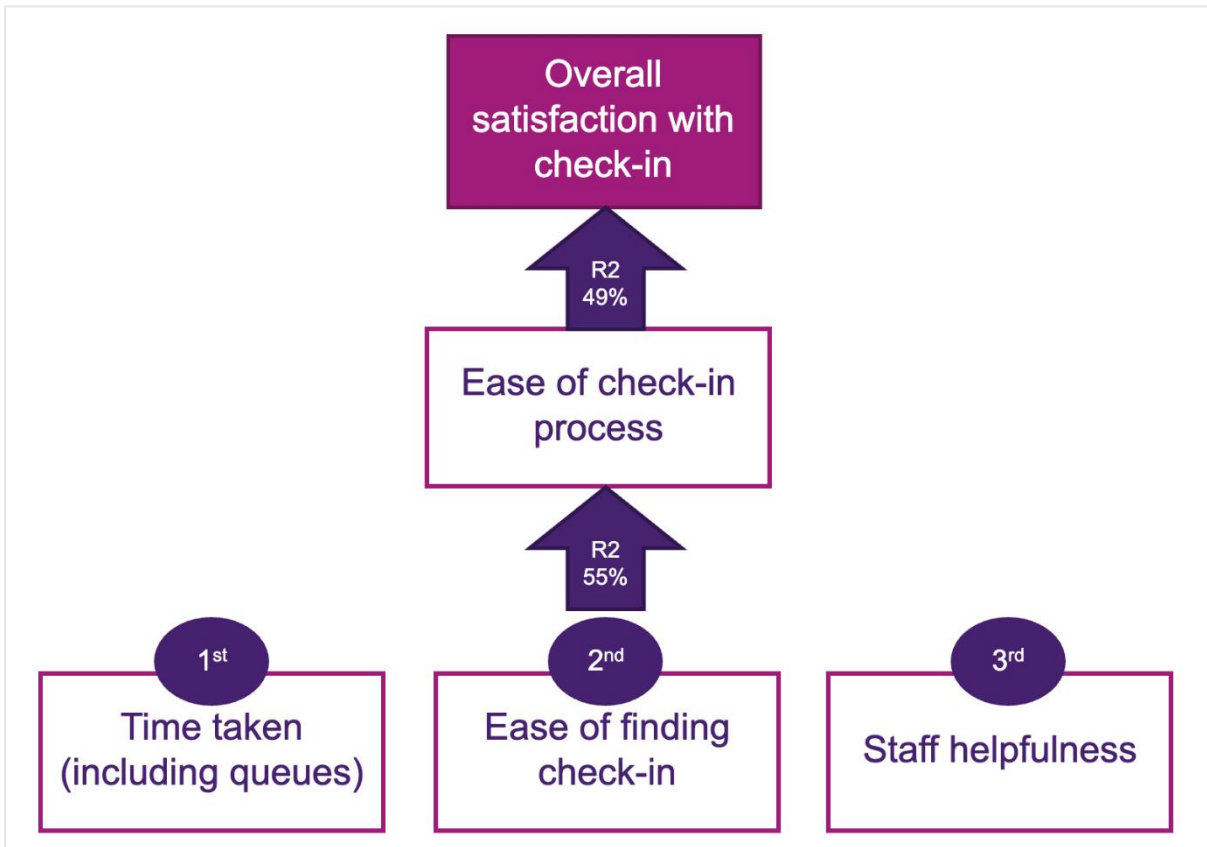 Overall
satisfaction with
check-in
R2
49%
Ease of check-in
process
R2
55%
1st
Time taken
(including queues)
2nd
Ease of finding
check-in
3rd
Staff helpfulness